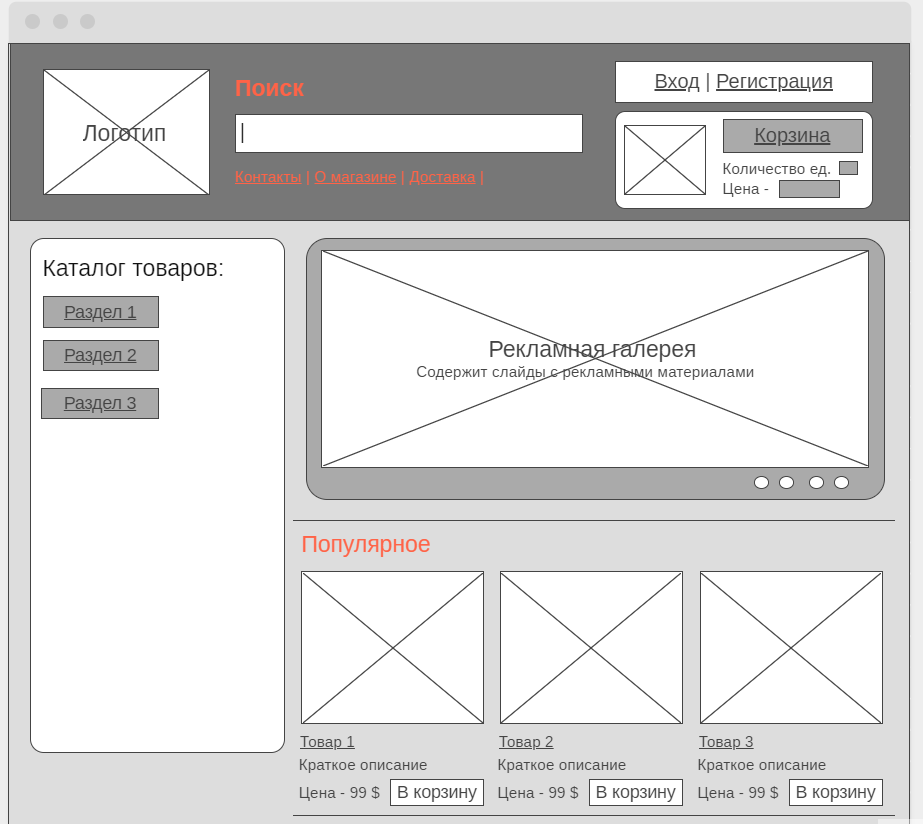 Логотип
Поиск
|
Контакты | О магазине | Доставка |
Вход | Регистрация
Корзина
Количество ед.
Цена -
Каталог товаров:
Раздел 1
Раздел 2
Раздел 3
Рекламная галерея
Содержит слайды с рекламными материалами
Популярное
Товар 1
Краткое описание
Цена - 99 $ В корзину
Товар 2
Краткое описание
Цена - 99 $ В корзину
Товар 3
Краткое описание
Цена - 99 $ В корзину